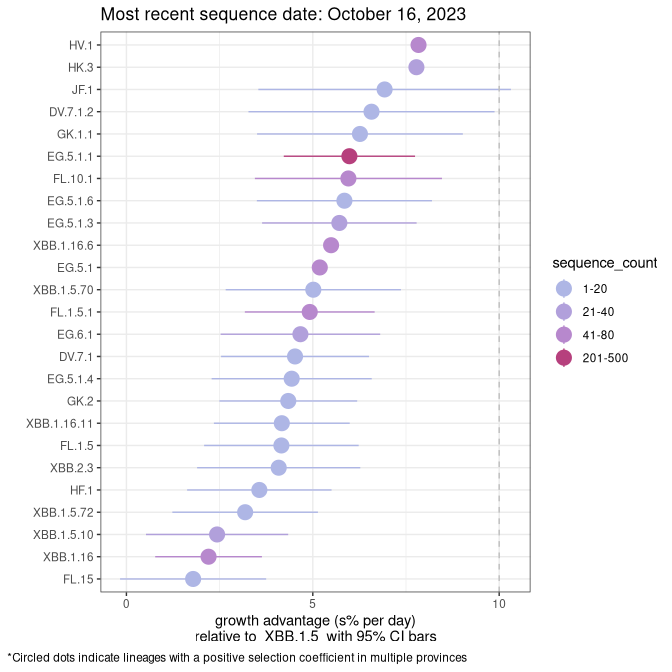 Most recent sequence date: October 16, 2023
HV.1
HK.3
JF.1
DV.7.1.2
GK.1.1
EG.5.1.1
FL.10.1
EG.5.1.6
EG.5.1.3
XBB.1.16.6
EG.5.1
XBB.1.5.70
FL.1.5.1
EG.6.1
DV.7.1
EG.5.1.4
GK.2
XBB.1.16.11
FL.1.5
XBB.2.3
HF.1
XBB.1.5.72
XBB.1.5.10
XBB.1.16
FL.15
0 5 10
growth advantage (s% per day)
relative to XBB.1.5 with 95% CI bars
sequence_count
1-20
21-40
41-80
201-500
*Circled dots indicate lineages with a positive selection coefficient in multiple provinces